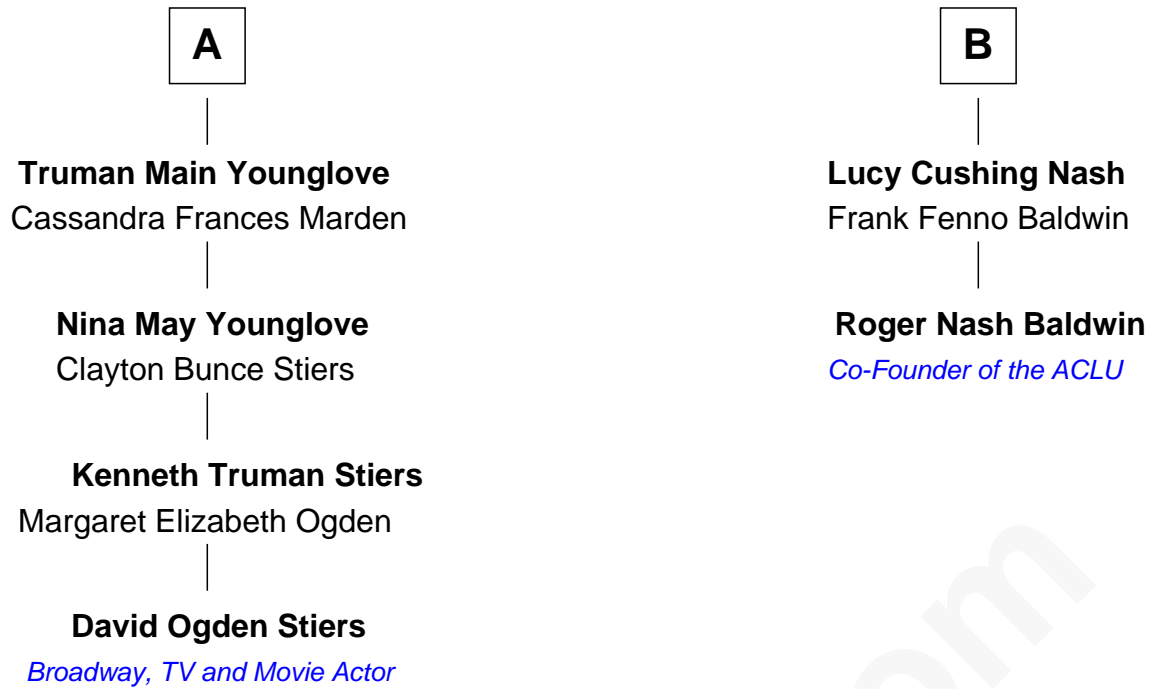 A
Truman Main Younglove
Cassandra Frances Marden
Nina May Younglove
Clayton Bunce Stiers
Kenneth Truman Stiers
Margaret Elizabeth Ogden
David Ogden Stiers
Broadway, TV and Movie Actor
B
Lucy Cushing Nash
Frank Fenno Baldwin
Roger Nash Baldwin
Co-Founder of the ACLU
om